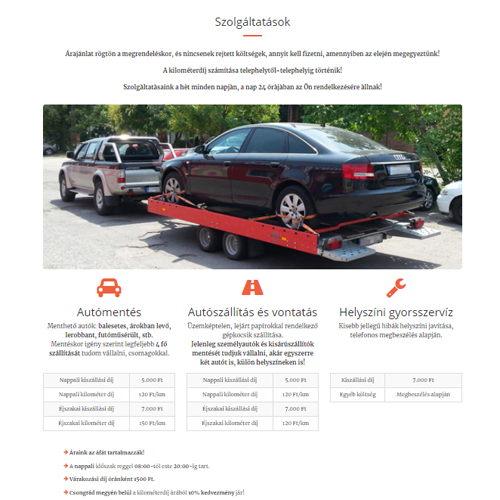 Szolgáltatások
Árajánlat rögtön a megrendeléskor, és nincsenek rejtett költségek, annyit kell fizetni, amennyiben az elején megegyeztünk!
A kilométerdíj számítása telephelytől-telephelyig történik!
Szolgáltatásaink a hét minden napján, a nap 24 órájában az Ön rendelkezésére állnak!
Autómentés
Menthető autók: balesetes, árokban levő,
lerobbant, futóműsérült, stb.
Mentéskor igény szerint legfeljebb 4 fő
szállítását tudom vállalni, csomagokkal.
Nappali kiszállási díj 5.000 Ft
Nappali kilométer díj 120 Ft/km
Éjszakai kiszállási díj 7.000 Ft
Éjszakai kilométer díj 150 Ft/km
Autószállítás és vontatás
Üzemképtelen, lejárt papírokkal rendelkező
gépkocsik szállítása.
Jelenleg személyautók és kisáruszállítók
mentését tudjuk vállalni, akár egyszerre
két autót is, külön helyszíneken is!
Nappali kiszállási díj 5.000 Ft
Nappali kilométer díj 120 Ft/km
Éjszakai kiszállási díj 7.000 Ft
Éjszakai kilométer díj 120 Ft/km
Helyszíni gyorsszervíz
Kisebb jellegű hibák helyszíni javítása,
telefonos megbeszélés alapján.
Kiszállási díj 7.000 Ft
Egyéb költség Megbeszélés alapján
Áraink az áfát tartalmazzák!
A nappali időszak reggel 08:00-tól este 20:00-ig tart.
Várakozási díj óránként 1500 Ft.
Csongrád megyén belül a kilométerdíj árából 10% kedvezmény jár!